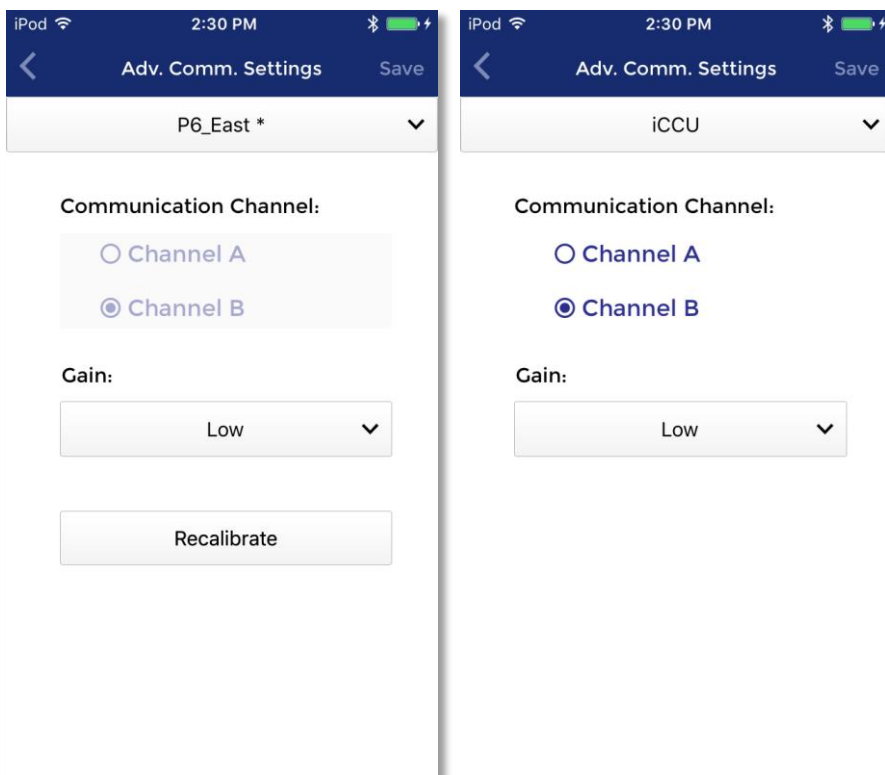 iPod 2:30 PM
Adv. Comm. Settings Save
P6_East *
Communication Channel:
Channel A
Channel B
Gain:
Low
Recalibrate
iPod 2:30 PM
Adv. Comm. Settings Save
iCCU
Communication Channel:
Channel A
Channel B
Gain:
Low